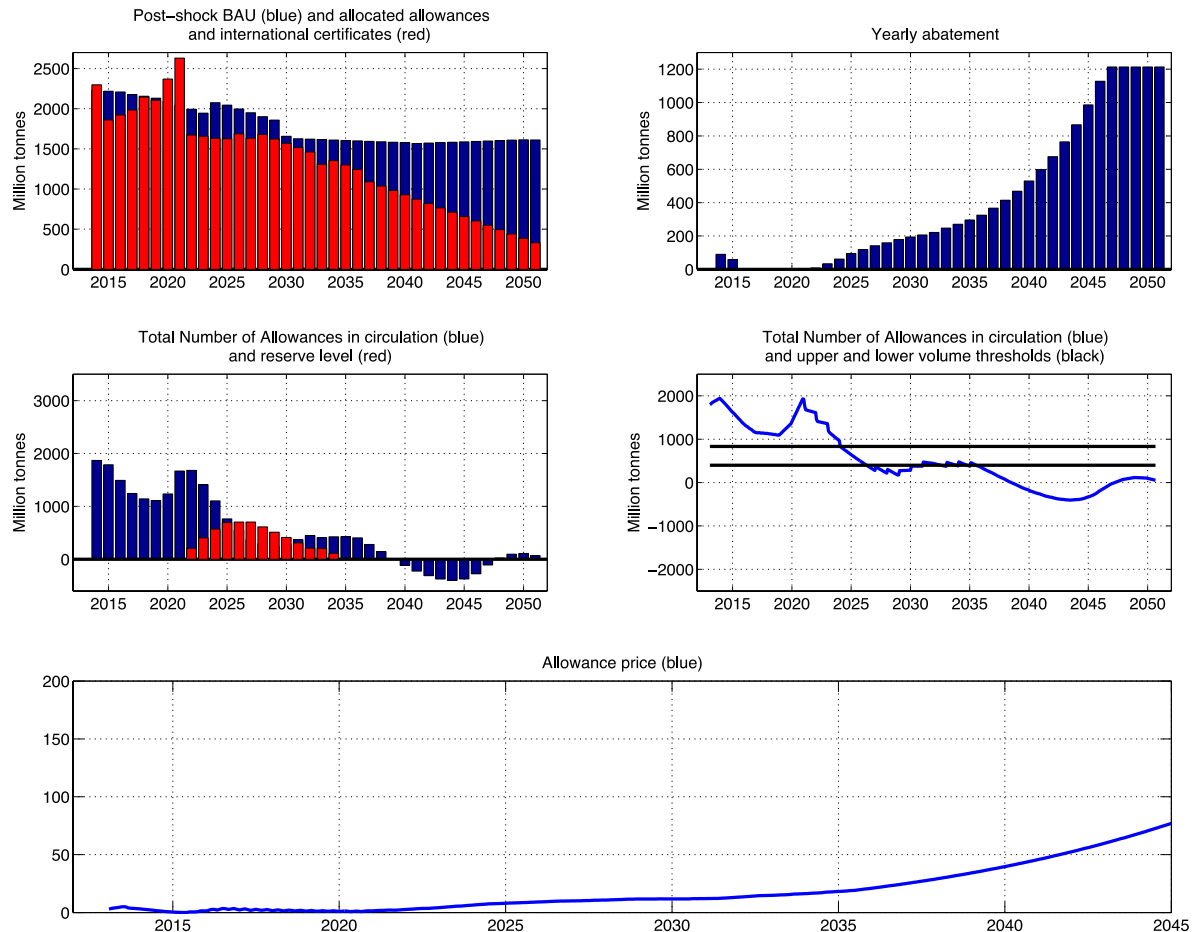 Post−shock BAU (blue) and allocated allowances
and international certificates (red)
Million tonnes
2500
2000
1500
1000
500
0
2015 2020 2025 2030 2035 2040 2045 2050
Yearly abatement
Million tonnes
1200
1000
800
600
400
200
0
2015 2020 2025 2030 2035 2040 2045 2050
Total Number of Allowances in circulation (blue)
and reserve level (red)
Million tonnes
3000
2000
1000
0
2015 2020 2025 2030 2035 2040 2045 2050
Total Number of Allowances in circulation (blue)
and upper and lower volume thresholds (black)
Million tonnes
2000
1000
0
−1000
−2000
2015 2020 2025 2030 2035 2040 2045 2050
Allowance price (blue)
200
150
100
50
0
2015 2020 2025 2030 2035 2040 2045